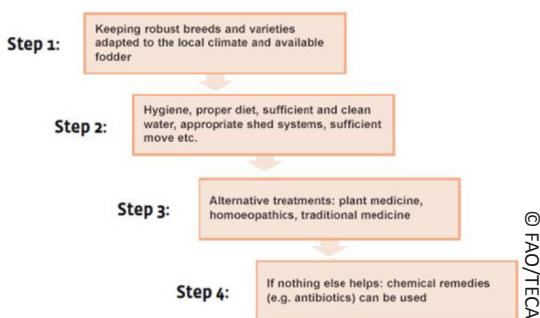 Step 1:
Keeping robust breeds and varieties
adapted to the local climate and available
fodder
Step 2:
Hygiene, proper diet, sufficient and clean
water, appropriate shed systems, sufficient
move etc.
Step 3:
Alternative treatments: plant medicine,
homoeopathics, traditional medicine
Step 4:
If nothing else helps: chemical remedies
(e.g. antibiotics) can be used
© FAO/TECA